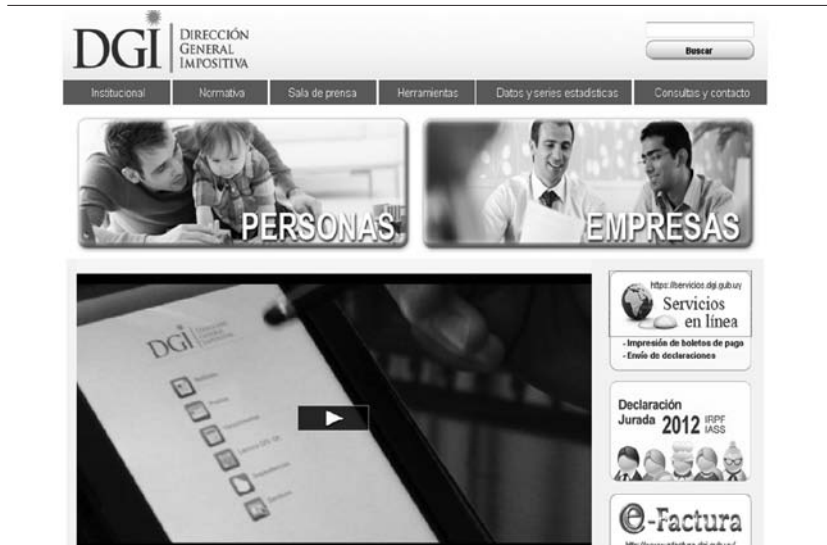 DGI
DIRECCIÓN
GENERAL
IMPOSITIVA
Buscar
Institucional Normativa Sala de prensa Herramientas Datos y series estadísticas Consultas y contacto
PERSONAS
EMPRESAS
DGI
https://servicios.dgi.gub.uy
Servicios
en línea
- Impresión de boletos de pago
- Envío de declaraciones
Declaración
Jurada 2012 IRPF
IASS
e-Factura